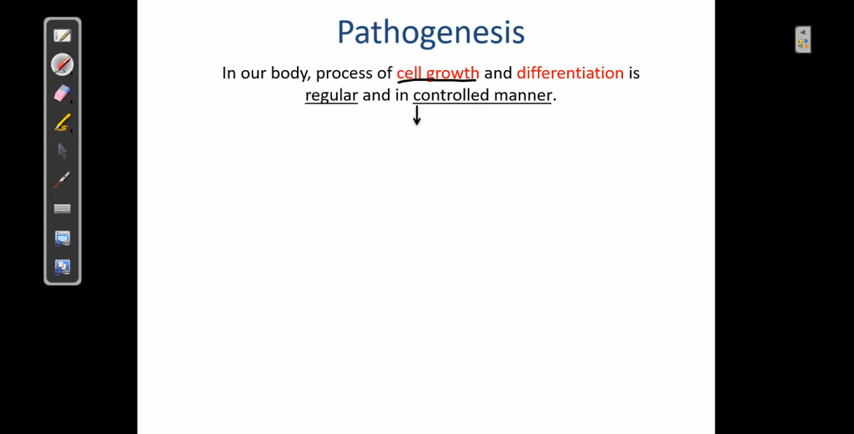 Pathogenesis
In our body, process of cell growth and differentiation is
regular and in controlled manner.